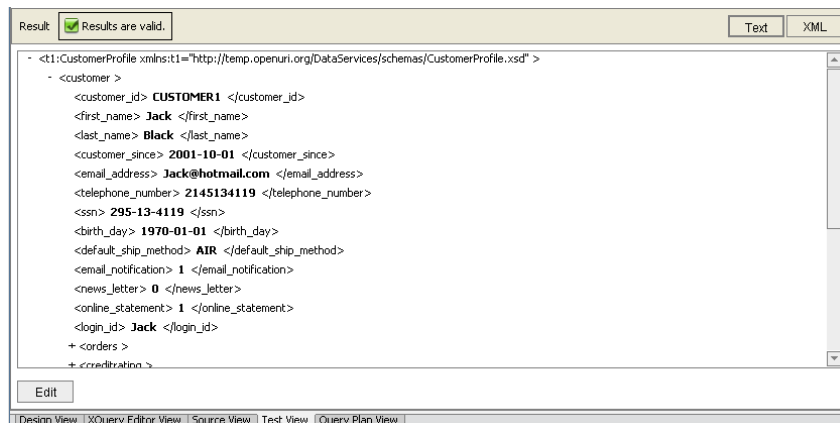 Result Results are valid. Text XML
- <t1:CustomerProfile xmlns:t1="http://temp.openuri.org/DataServices/schemas/CustomerProfile.xsd" >
- <customer >
<customer_id> CUSTOMER1 </customer_id>
<first_name> Jack </first_name>
<last_name> Black </last_name>
<customer_since> 2001-10-01 </customer_since>
<email_address> Jack@hotmail.com </email_address>
<telephone_number> 2145134119 </telephone_number>
<ssn> 295-13-4119 </ssn>
<birth_day> 1970-01-01 </birth_day>
<default_ship_method> AIR </default_ship_method>
<email_notification> 1 </email_notification>
<news_letter> 0 </news_letter>
<online_statement> 1 </online_statement>
<login_id> Jack </login_id>
+ <orders >
+ <creditrating >
Edit
Design View XQuery Editor View Source View Test View Query Plan View